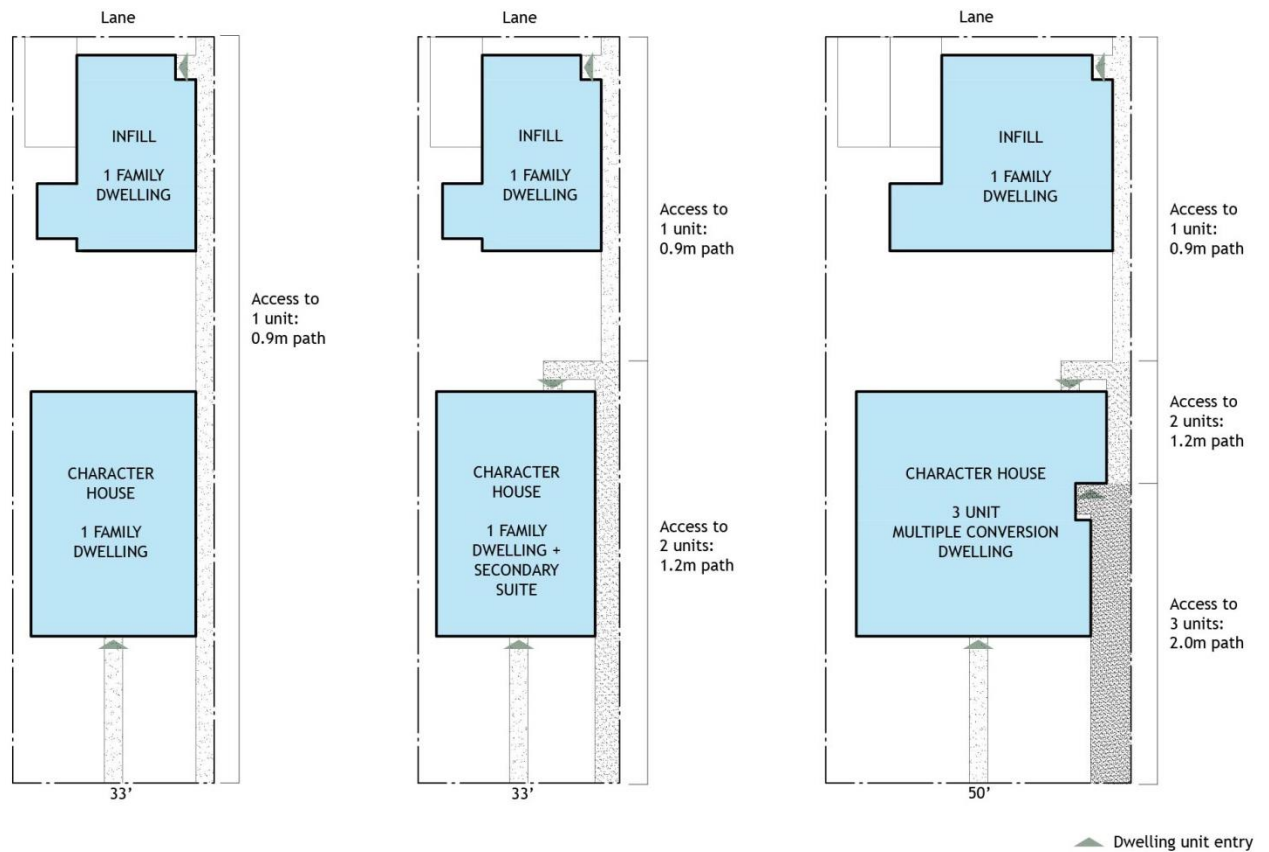 Lane
INFILL
1 FAMILY
DWELLING
Access to
1 unit:
0.9m path
CHARACTER
HOUSE
1 FAMILY
DWELLING
33’
Lane
INFILL
1 FAMILY
DWELLING
Access to
1 unit:
0.9m path
CHARACTER
HOUSE
1 FAMILY
DWELLING +
SECONDARY
SUITE
Access to
2 units:
1.2m path
33’
Lane
INFILL
1 FAMILY
DWELLING
Access to
1 unit:
0.9m path
Access to
2 units:
1.2m path
CHARACTER HOUSE
3 UNIT
MULTIPLE CONVERSION
DWELLING
Access to
3 units:
2.0m path
50’
Dwelling unit entry